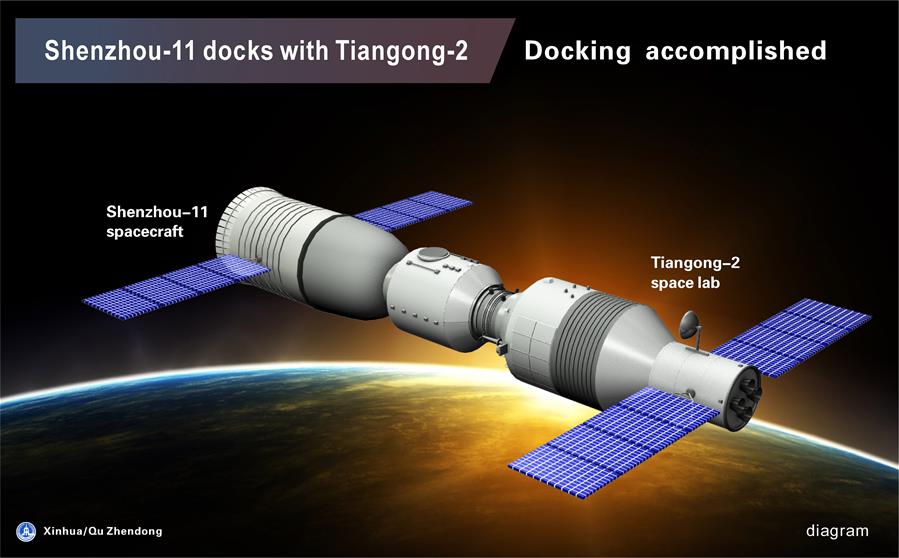 Shenzhou-11 docks with Tiangong-2
Docking accomplished
Shenzhou–11
spacecraft
Tiangong–2
space lab
Xinhua/Qu Zhendong
diagram